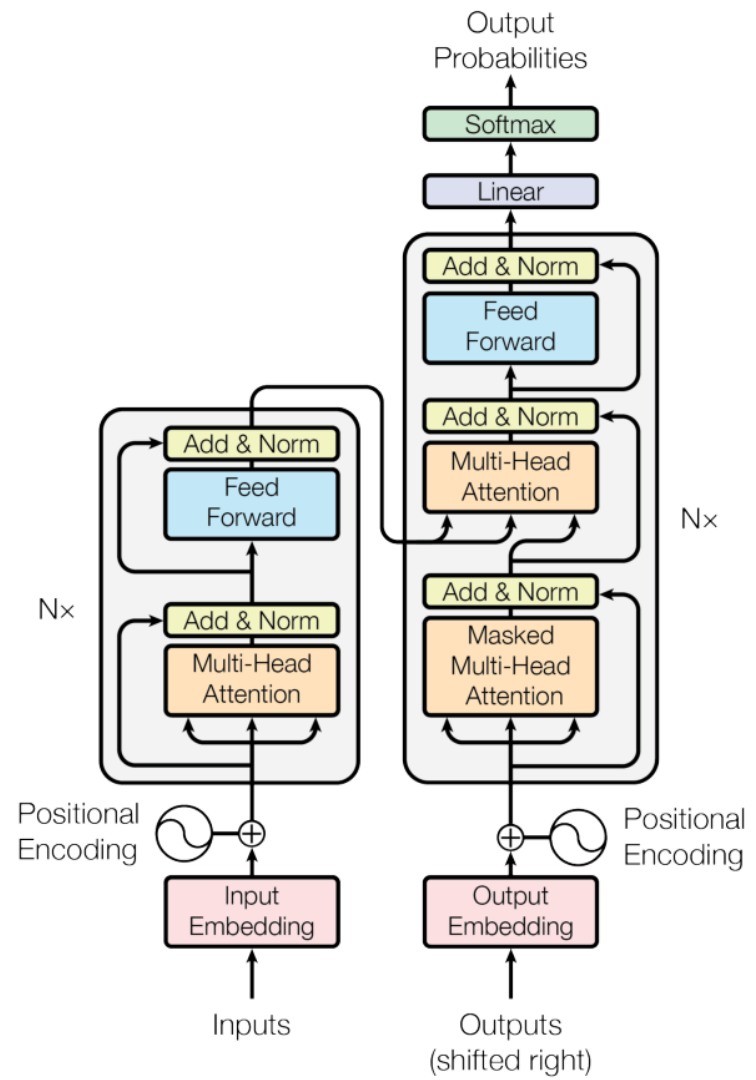 Output
Probabilities
Softmax
Linear
Add & Norm
Feed
Forward
Add & Norm
Multi-Head
Attention
Nx
Add & Norm
Masked
Multi-Head
Attention
Add & Norm
Feed
Forward
Nx
Add & Norm
Multi-Head
Attention
Positional
Encoding
Positional
Encoding
Input
Embedding
Output
Embedding
Inputs
Outputs
(shifted right)